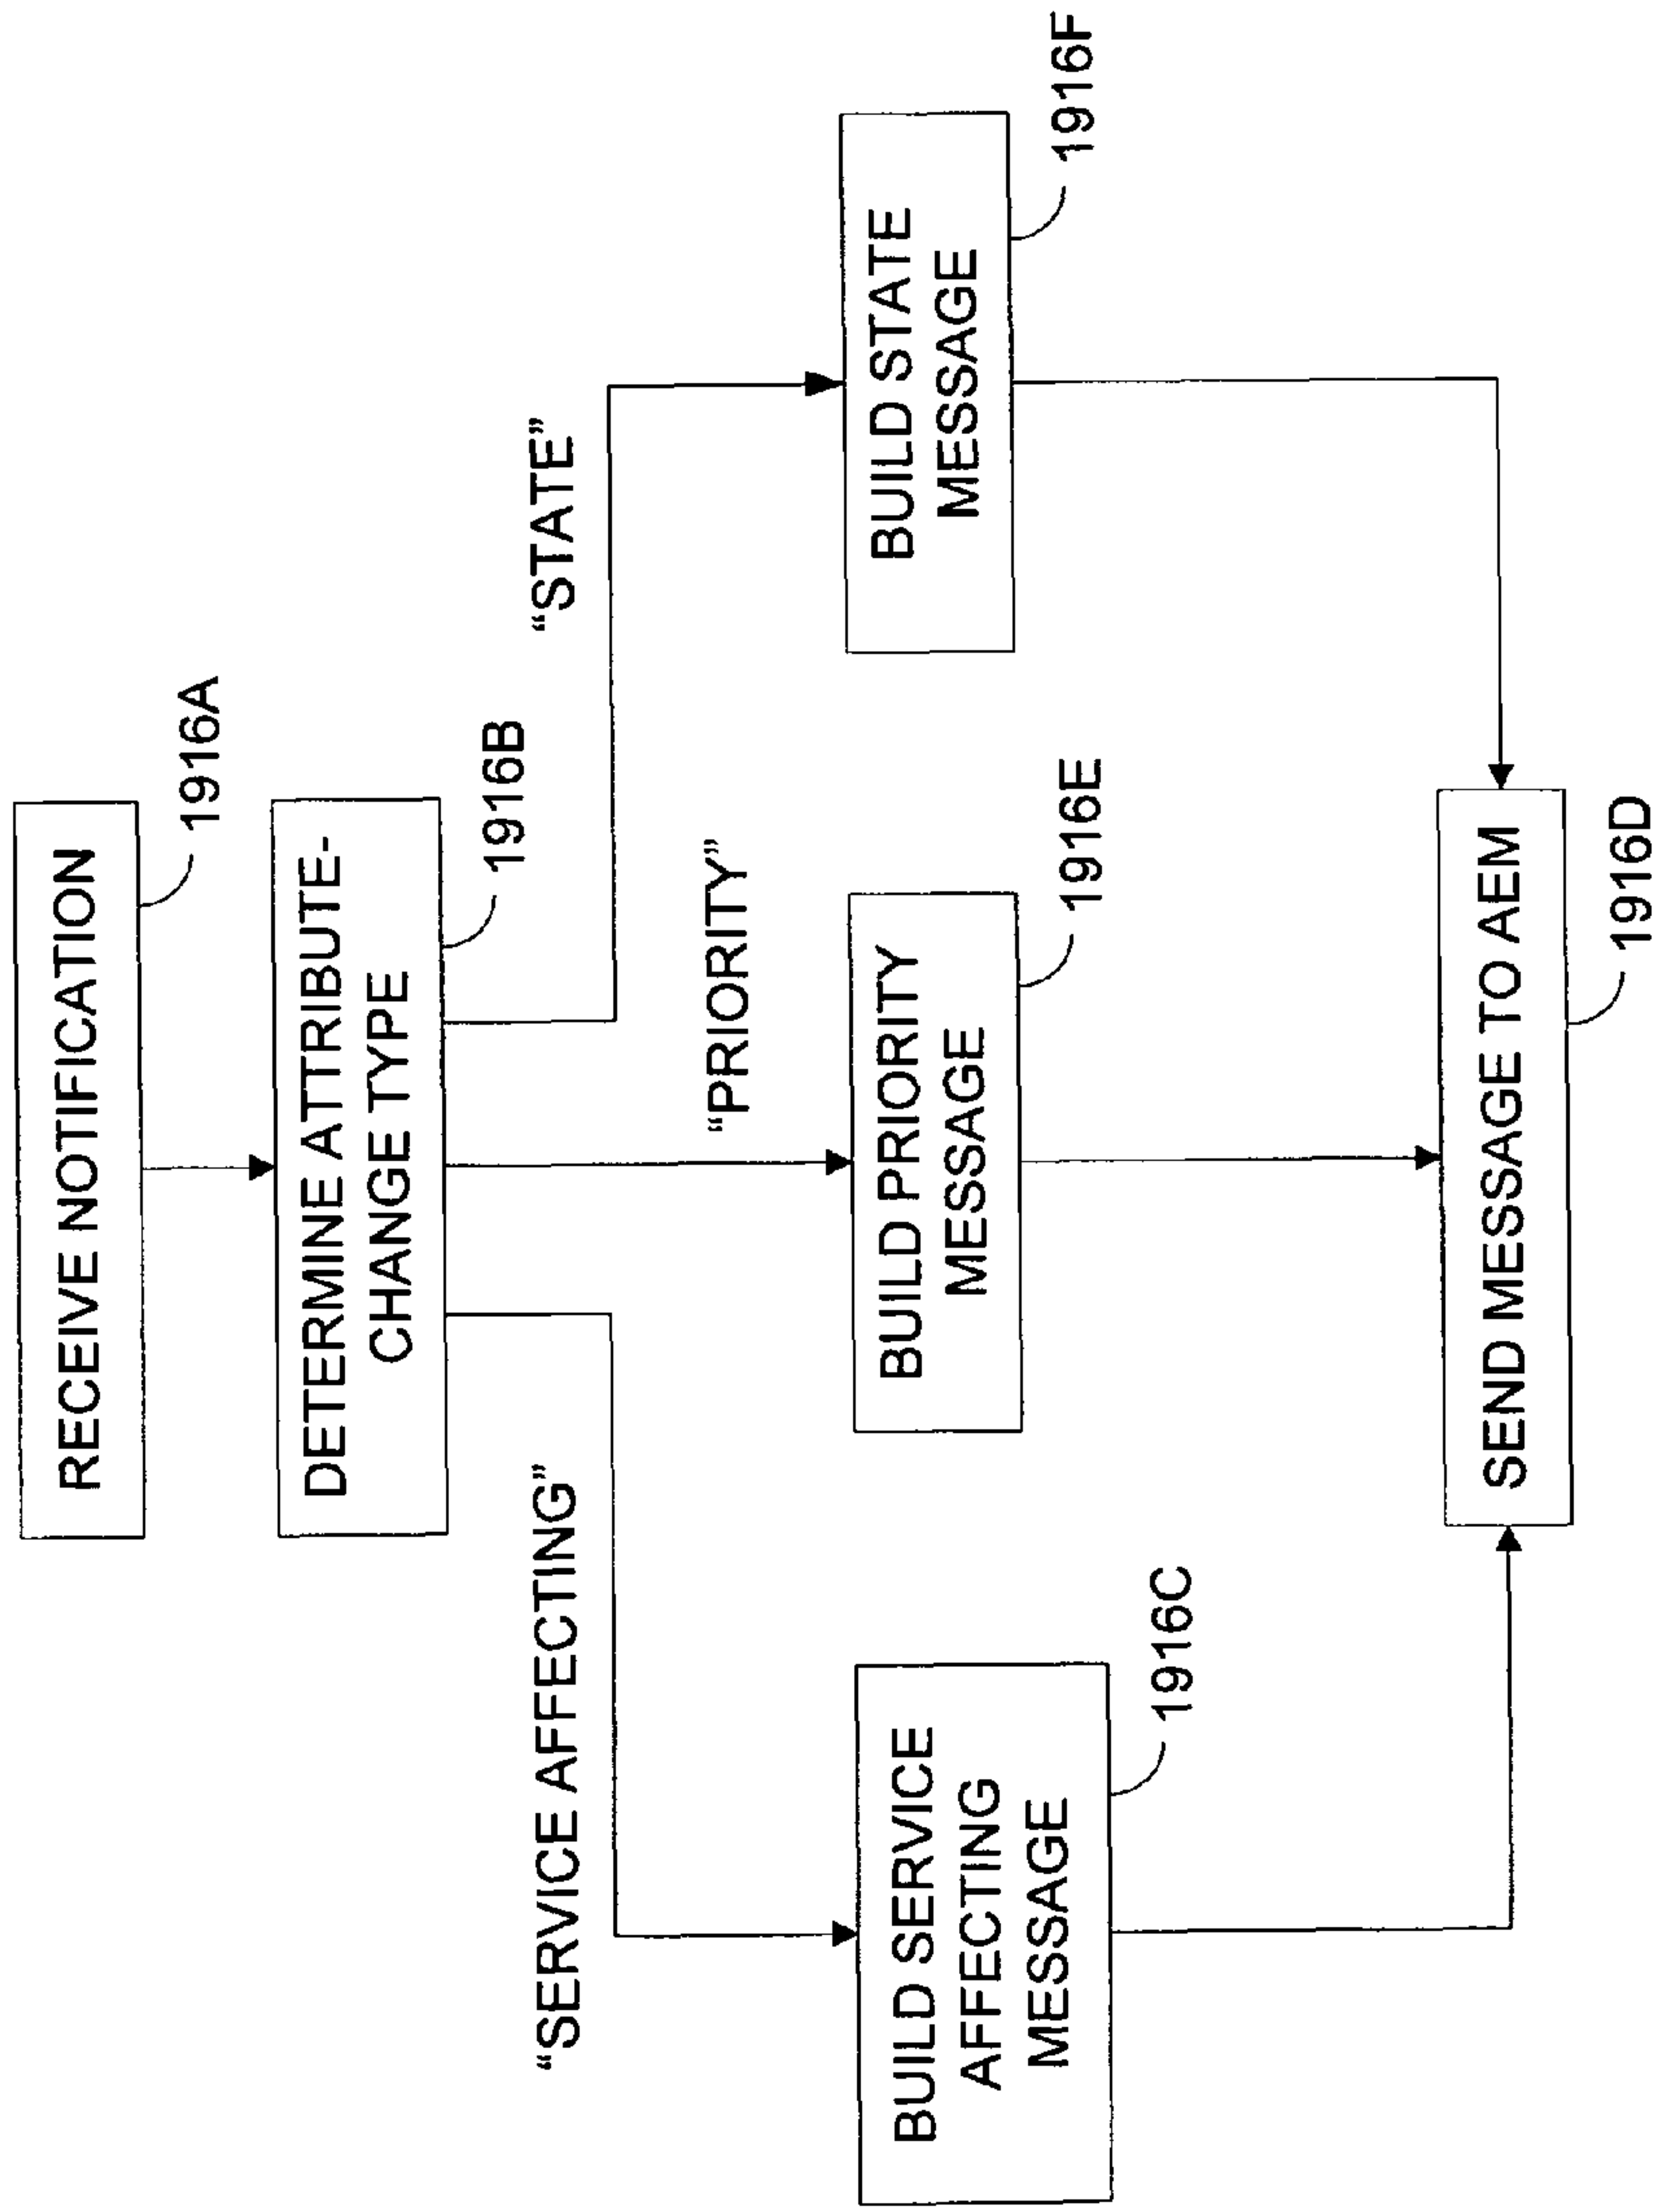 RECEIVE NOTIFICATION
1916A
DETERMINE ATTRIBUTE-
CHANGE TYPE
1916B
“SERVICE AFFECTING”
“PRIORITY”
“STATE”
BUILD SERVICE
AFFECTING
MESSAGE
1916C
BUILD PRIORITY
MESSAGE
1916E
BUILD STATE
MESSAGE
1916F
SEND MESSAGE TO AEM
1916D